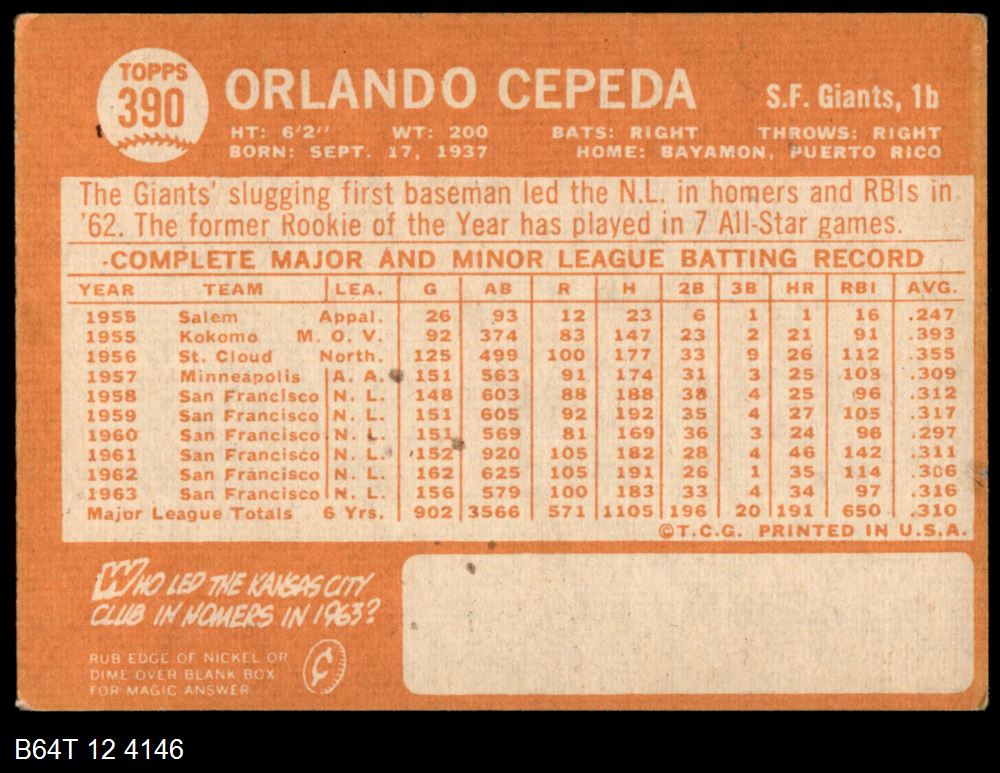 TOPPS
390
ORLANDO CEPEDA
S.F. Giants, 1b
HT: 6'2" WT: 200 BATS: RIGHT THROWS: RIGHT
BORN: SEPT. 17, 1937 HOME: BAYAMON, PUERTO RICO
The Giants' slugging first baseman led the N.L. in homers and RBIs in
'62. The former Rookie of the Year has played in 7 All-Star games.
COMPLETE MAJOR AND MINOR LEAGUE BATTING RECORD
YEAR TEAM LEA. G AB R H 2B 3B HR RBI AVG.
1955 Salem Appal. 26 93 12 23 6 1 1 16 .247
1955 Kokomo M. O. V. 92 374 83 147 23 2 21 91 .393
1956 St. Cloud North. 125 499 100 177 33 9 26 112 .355
1957 Minneapolis A. A. 151 563 91 174 31 3 25 103 .309
1958 San Francisco N. L. 148 603 88 188 38 4 25 96 .312
1959 San Francisco N. L. 151 605 92 192 35 4 27 105 .317
1960 San Francisco N. L. 151 569 81 169 36 3 24 96 .297
1961 San Francisco N. L. 152 920 105 182 28 4 46 142 .311
1962 San Francisco N. L. 162 625 105 191 26 1 35 114 .306
1963 San Francisco N. L. 156 579 100 183 33 4 34 97 .316
Major League Totals 6 Yrs. 902 3566 571 1105 196 20 191 650 .310
©T.C.G. PRINTED IN U.S.A.
WHO LED THE KANSAS CITY
CLUB IN HOMERS IN 1963?
RUB EDGE OF NICKEL OR
DIME OVER BLANK BOX
FOR MAGIC ANSWER
¢
B64T 12 4146